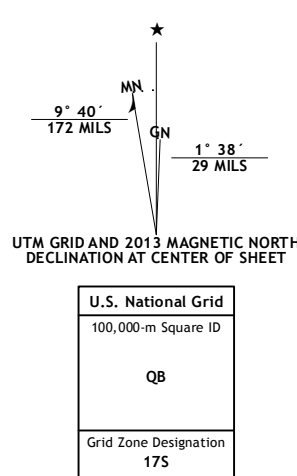 ★
MN
9° 40´
172 MILS
GN
1° 38´
29 MILS
UTM GRID AND 2013 MAGNETIC NORTH
DECLINATION AT CENTER OF SHEET
U.S. National Grid
100,000-m Square ID
QB
Grid Zone Designation
17S